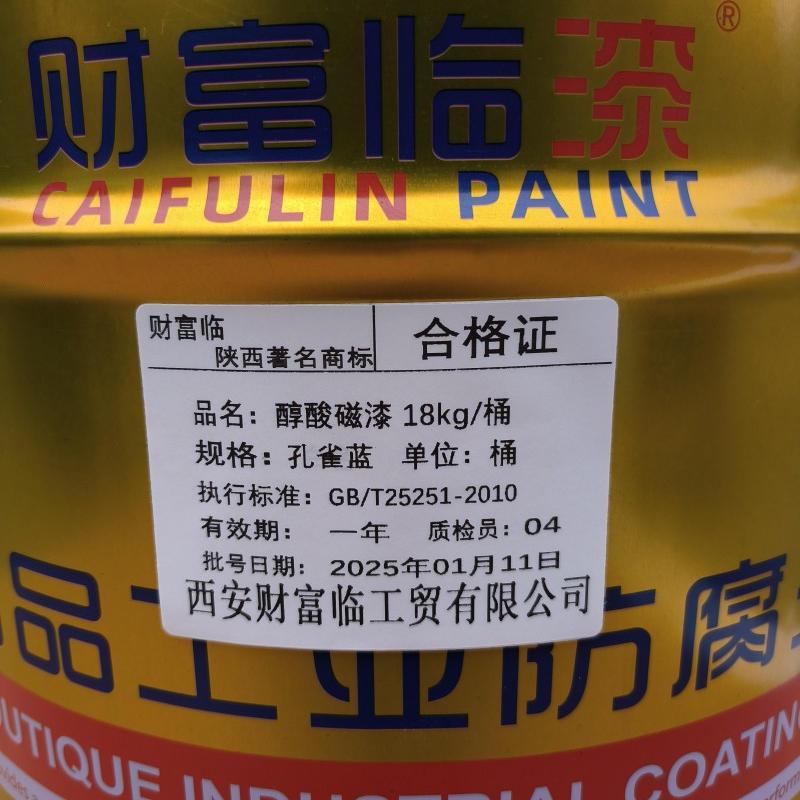 财富临漆®
CAIFULIN PAINT
财富临
陕西著名商标
合格证
品名：醇酸磁漆 18kg/桶
规格：孔雀蓝 单位：桶
执行标准：GB/T25251-2010
有效期： 一年 质检员：04
批号日期：2025年01月11日
西安财富临工贸有限公司
品工业防腐
OUTIQUE INDUSTRIAL COATIN